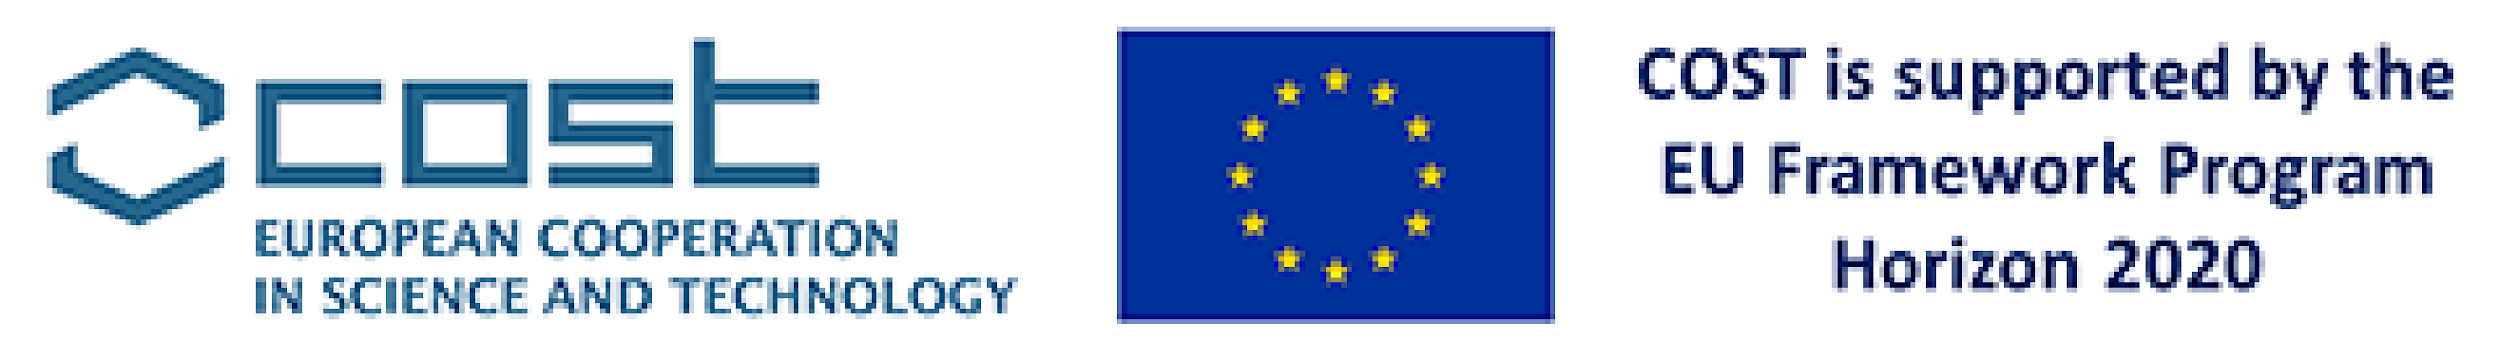 cost
EUROPEAN COOPERATION
IN SCIENCE AND TECHNOLOGY
COST is supported by the
EU Framework Program
Horizon 2020